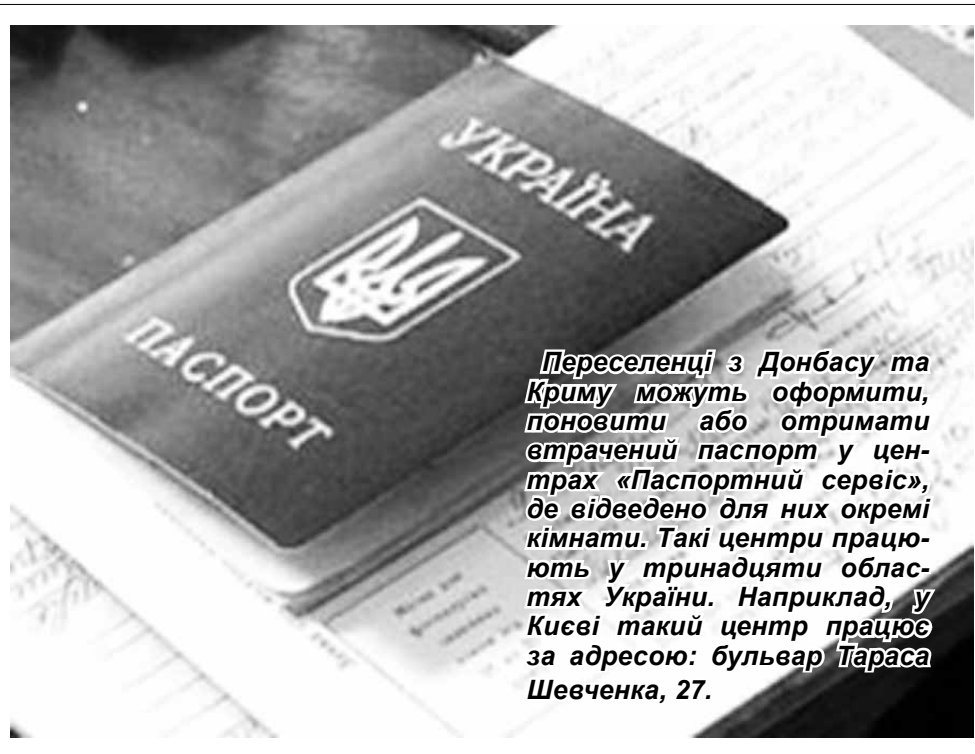 УКРАЇНА
ПАСПОРТ
Переселенці з Донбасу та
Криму можуть оформити,
поновити або отримати
втрачений паспорт у цен-
трах «Паспортний сервіс»,
де відведено для них окремі
кімнати. Такі центри працю-
ють у тринадцяти облас-
тях України. Наприклад, у
Києві такий центр працює
за адресою: бульвар Тараса
Шевченка, 27.